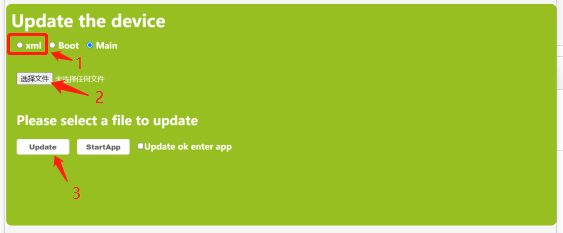 Update the device
xml Boot Main
1
选择文件 未选择任何文件
2
Please select a file to update
Update StartApp Update ok enter app
3